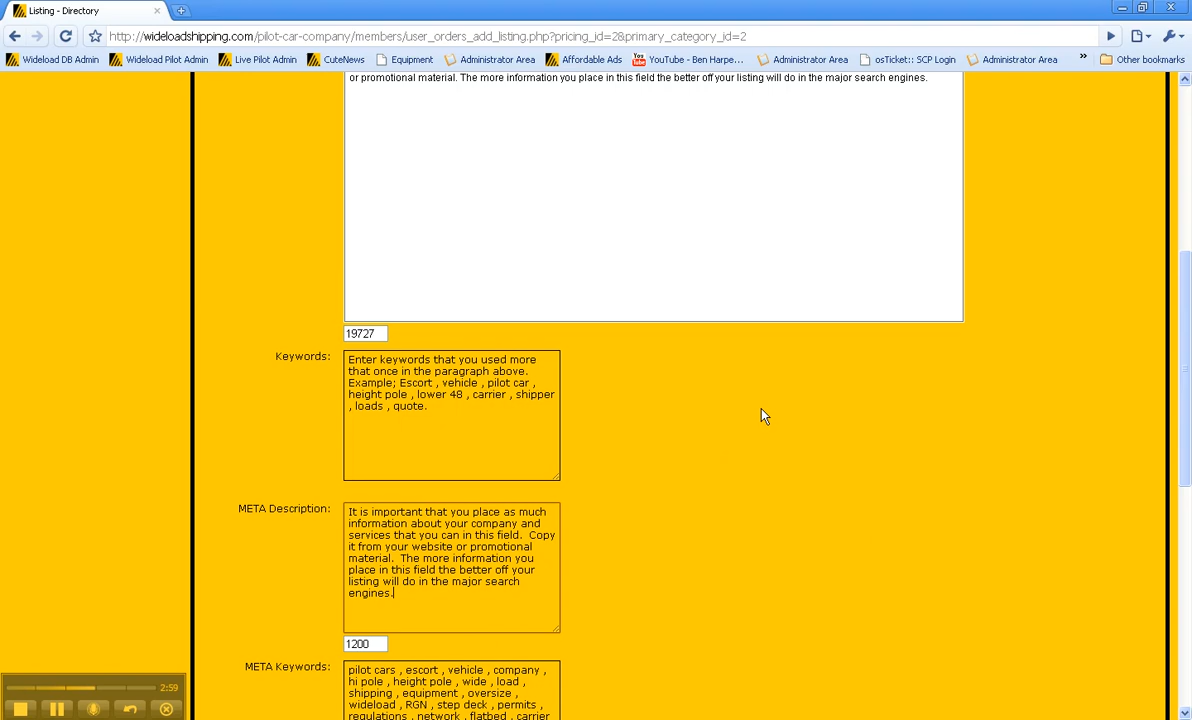 Listing - Directory
http://wideloadshipping.com/pilot-car-company/members/user_orders_add_listing.php?pricing_id=2&primary_category_id=2
Wideload DB Admin Wideload Pilot Admin Live Pilot Admin CuteNews Equipment Administrator Area Affordable Ads YouTube - Ben Harpe... Administrator Area osTicket:: SCP Login Administrator Area » Other bookmarks
or promotional material. The more information you place in this field the better off your listing will do in the major search engines.
19727
Keywords:
Enter keywords that you used more
that once in the paragraph above.
Example; Escort , vehicle , pilot car ,
height pole , lower 48 , carrier , shipper
, loads , quote.
META Description:
It is important that you place as much
information about your company and
services that you can in this field. Copy
it from your website or promotional
material. The more information you
place in this field the better off your
listing will do in the major search
engines.
1200
META Keywords:
pilot cars , escort , vehicle , company ,
hi pole , height pole , wide , load ,
shipping , equipment , oversize ,
wideload , RGN , step deck , permits ,
regulations , network , flatbed , carrier
2:59